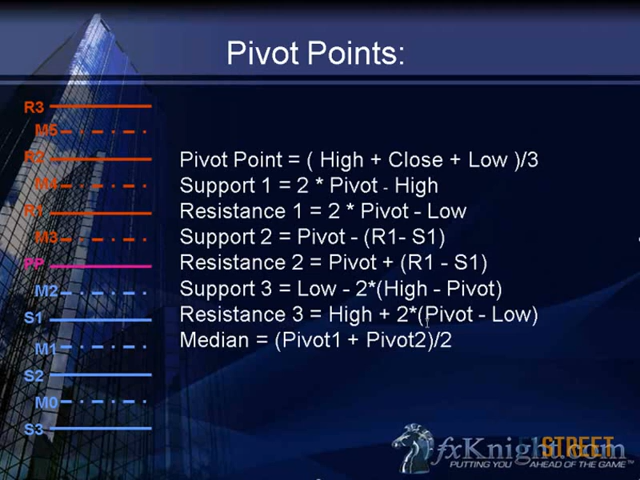 Pivot Points:
R3
M5
R2
M4
R1
M3
PP
M2
S1
M1
S2
M0
S3
Pivot Point = ( High + Close + Low )/3
Support 1 = 2 * Pivot - High
Resistance 1 = 2 * Pivot - Low
Support 2 = Pivot - (R1- S1)
Resistance 2 = Pivot + (R1 - S1)
Support 3 = Low - 2*(High - Pivot)
Resistance 3 = High + 2*(Pivot - Low)
Median = (Pivot1 + Pivot2)/2
fxKnight.com
STREET
PUTTING YOU AHEAD OF THE GAME